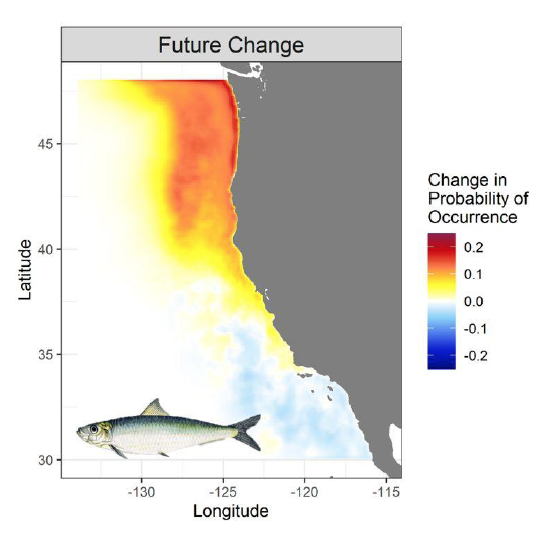 Future Change
45
40
35
30
Latitude
-130
-125
-120
-115
Longitude
Change in
Probability of
Occurrence
0.2
0.1
0.0
-0.1
-0.2